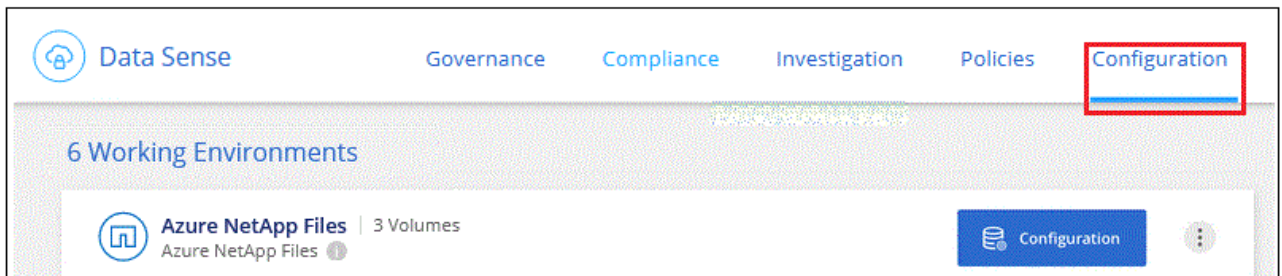 Data Sense Governance Compliance Investigation Policies Configuration
6 Working Environments
Azure NetApp Files | 3 Volumes
Azure NetApp Files
Configuration